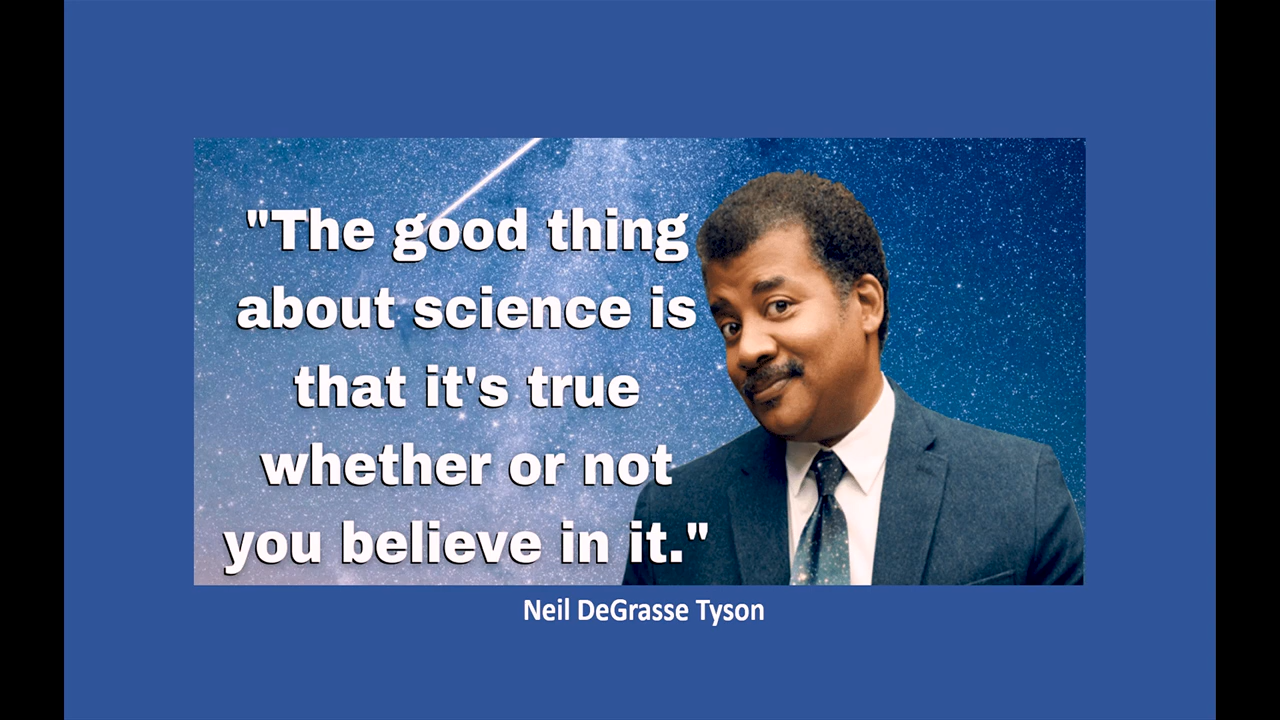 "The good thing
about science is
that it's true
whether or not
you believe in it."
Neil DeGrasse Tyson